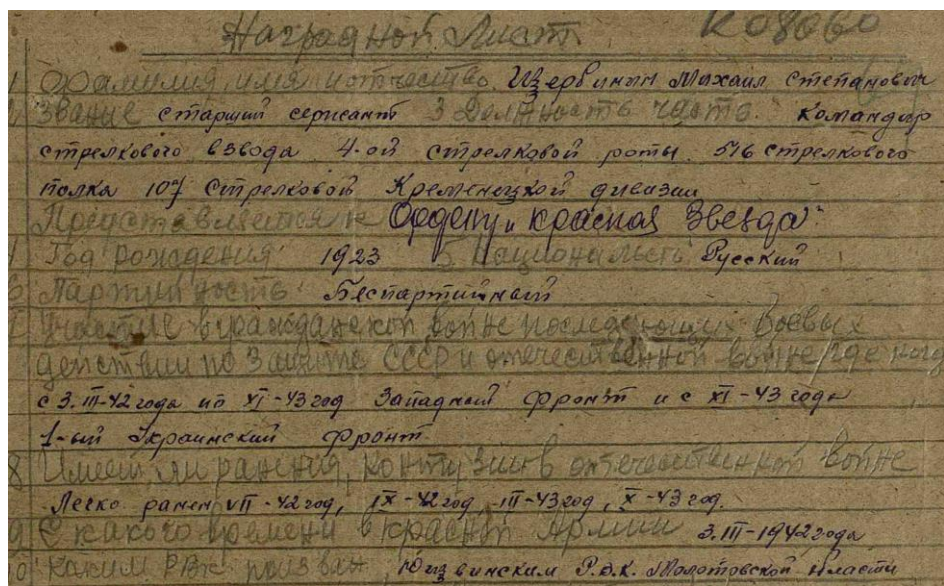 Наградной Лист
1 Фамилия, имя и отчество Щербинин Михаил Степанович
2 Звание старший сержант 3 Должность часть. Командир
стрелкового взвода 4-ой стрелковой роты 516 стрелкового
полка 107 Стрелковой Кременецкой дивизии
Представляется к Ордену „Красная Звезда"
4 Год рождения 1923 5 Национальность Русский
6 Партийность Беспартийный
7 Участие в гражданской войне последующих боевых
действии по защите СССР и отечественной войне/где когда
с 3.III-42 года по XI-43 год Западный фронт и с XI-43 года
1-ый Украинский фронт
8 Имеет ли ранения, контузии в отечественной войне
Легко ранен VII-42 год, IX-42 год, III-43 год, X-43 год.
9 С какого времени в красной Армии 3.III-1942 года
10 Каким РВК призван, Р.В.К. Молотовской области